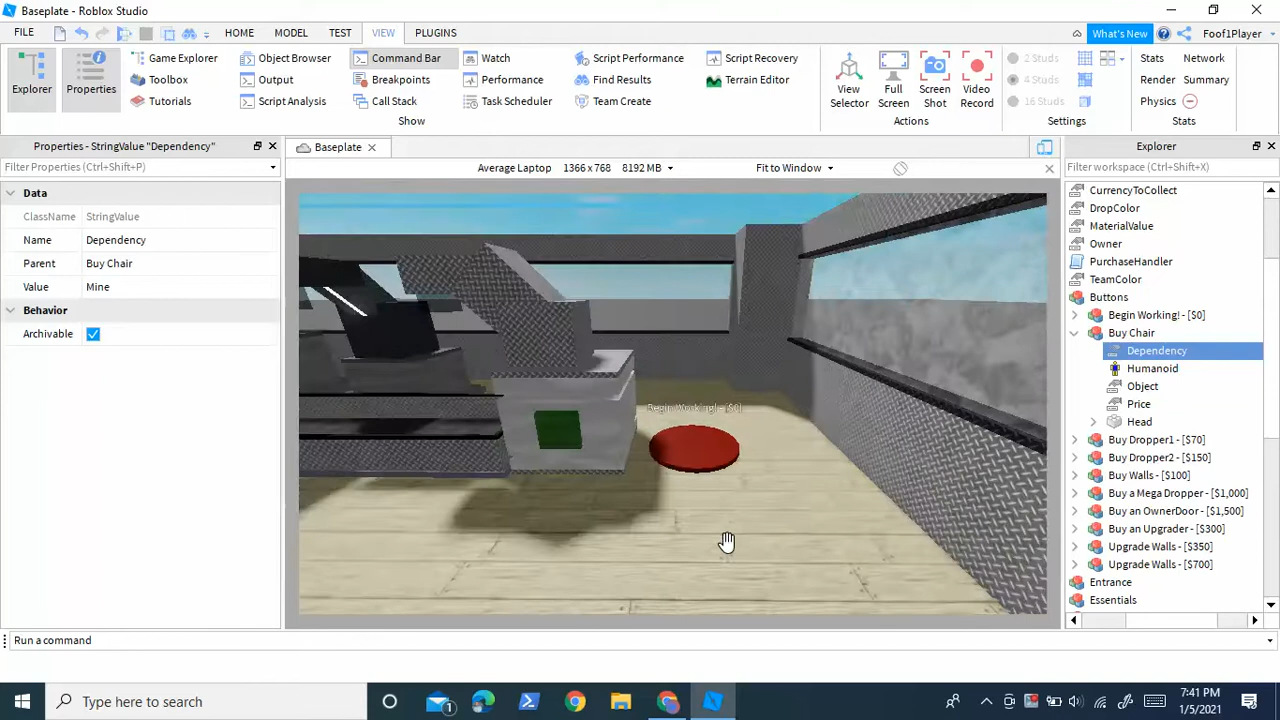 Baseplate - Roblox Studio
FILE HOME MODEL TEST VIEW PLUGINS What's New Foof1Player
Explorer
Properties
Game Explorer
Toolbox
Tutorials
Object Browser
Output
Script Analysis
Command Bar
Breakpoints
Call Stack
Watch
Performance
Task Scheduler
Script Performance
Find Results
Team Create
Script Recovery
Terrain Editor
Show
View Selector
Full Screen
Screen Shot
Video Record
Actions
2 Studs
4 Studs
16 Studs
Settings
Stats Network
Render Summary
Physics
Stats
Properties - StringValue "Dependency"
Filter Properties (Ctrl+Shift+P)
Data
ClassName StringValue
Name Dependency
Parent Buy Chair
Value Mine
Behavior
Archivable
Baseplate
Average Laptop 1366 x 768 8192 MB Fit to Window
Begin Working! - [$0]
Explorer
Filter workspace (Ctrl+Shift+X)
CurrencyToCollect
DropColor
MaterialValue
Owner
PurchaseHandler
TeamColor
Buttons
Begin Working! - [$0]
Buy Chair
Dependency
Humanoid
Object
Price
Head
Buy Dropper1 - [$70]
Buy Dropper2 - [$150]
Buy Walls - [$100]
Buy a Mega Dropper - [$1,000]
Buy an OwnerDoor - [$1,500]
Buy an Upgrader - [$300]
Upgrade Walls - [$350]
Upgrade Walls - [$700]
Entrance
Essentials
Run a command
Type here to search
1
7:41 PM
1/5/2021